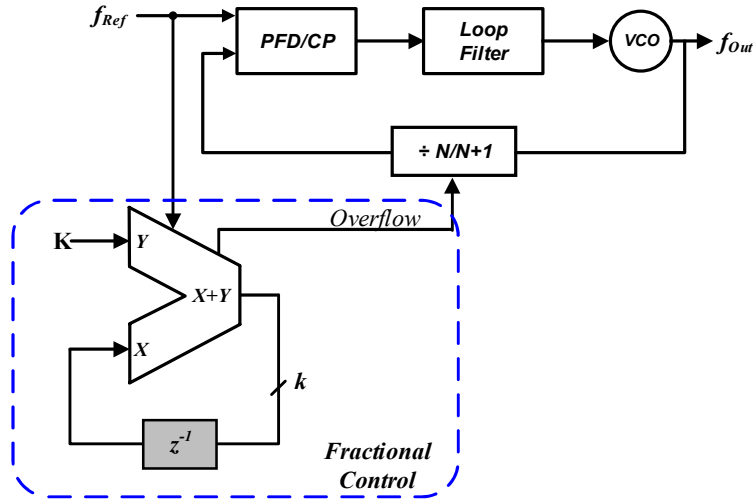 f_Ref
PFD/CP
Loop
Filter
VCO
f_Out
÷ N/N+1
Overflow
K
Y
X+Y
X
k
z^-1
Fractional
Control